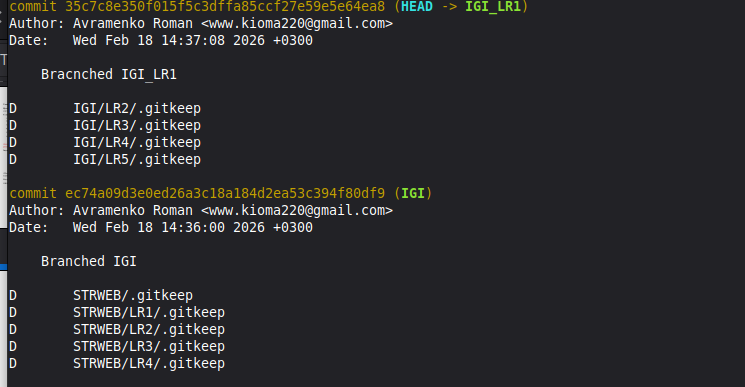 commit 35c7c8e350f015f5c3dffa85ccf27e59e5e64ea8 (HEAD -> IGI_LR1)
Author: Avramenko Roman <www.kioma220@gmail.com>
Date:   Wed Feb 18 14:37:08 2026 +0300
Bracnched IGI_LR1
D       IGI/LR2/.gitkeep
D       IGI/LR3/.gitkeep
D       IGI/LR4/.gitkeep
D       IGI/LR5/.gitkeep
commit ec74a09d3e0ed26a3c18a184d2ea53c394f80df9 (IGI)
Author: Avramenko Roman <www.kioma220@gmail.com>
Date:   Wed Feb 18 14:36:00 2026 +0300
Branched IGI
D       STRWEB/.gitkeep
D       STRWEB/LR1/.gitkeep
D       STRWEB/LR2/.gitkeep
D       STRWEB/LR3/.gitkeep
D       STRWEB/LR4/.gitkeep